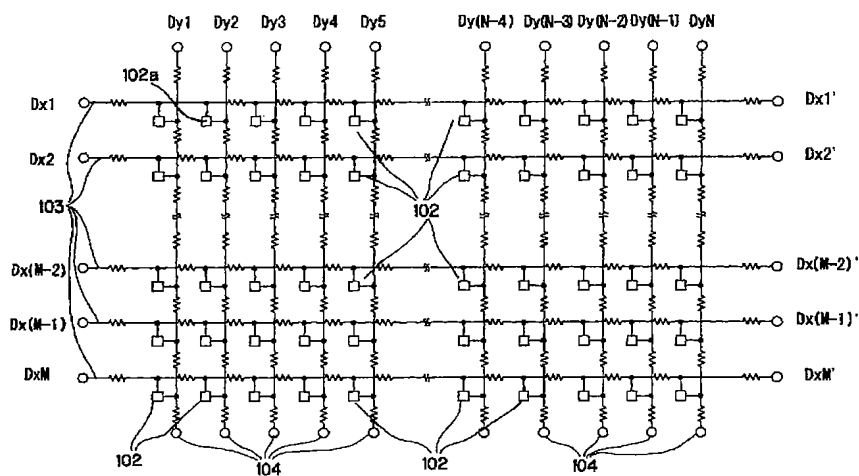 Dy1 Dy2 Dy3 Dy4 Dy5 Dy(N-4) Dy(N-3) Dy(N-2) Dy(N-1) DyN
102a
Dx1 Dx1'
Dx2 Dx2'
103 102
Dx(M-2) Dx(M-2)'
Dx(M-1) Dx(M-1)'
DxM DxM'
102 104 102 104